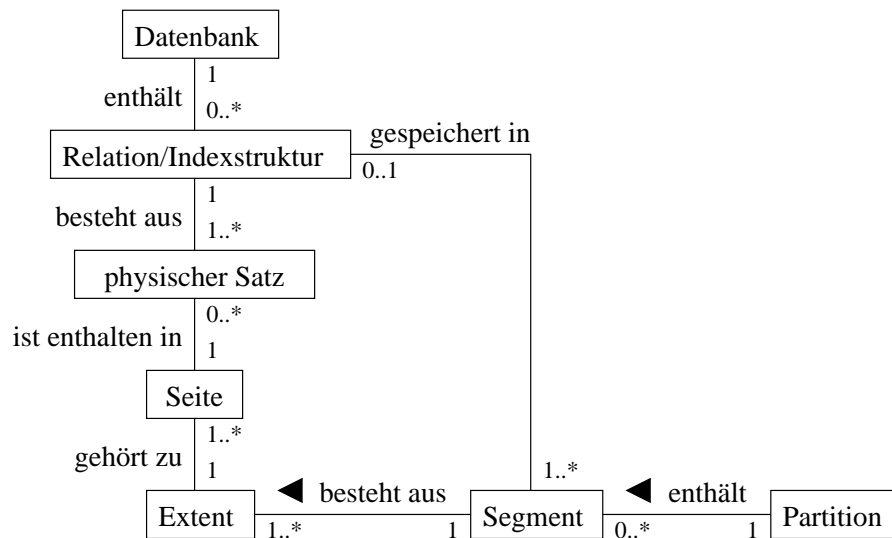 Datenbank
1
enthält
0..*
gespeichert in
Relation/Indexstruktur
0..1
1
besteht aus
1..*
physischer Satz
0..*
ist enthalten in
1
Seite
1..*
gehört zu
1
1..*
besteht aus
enthält
Extent
Segment
Partition
1..*
1
0..*
1